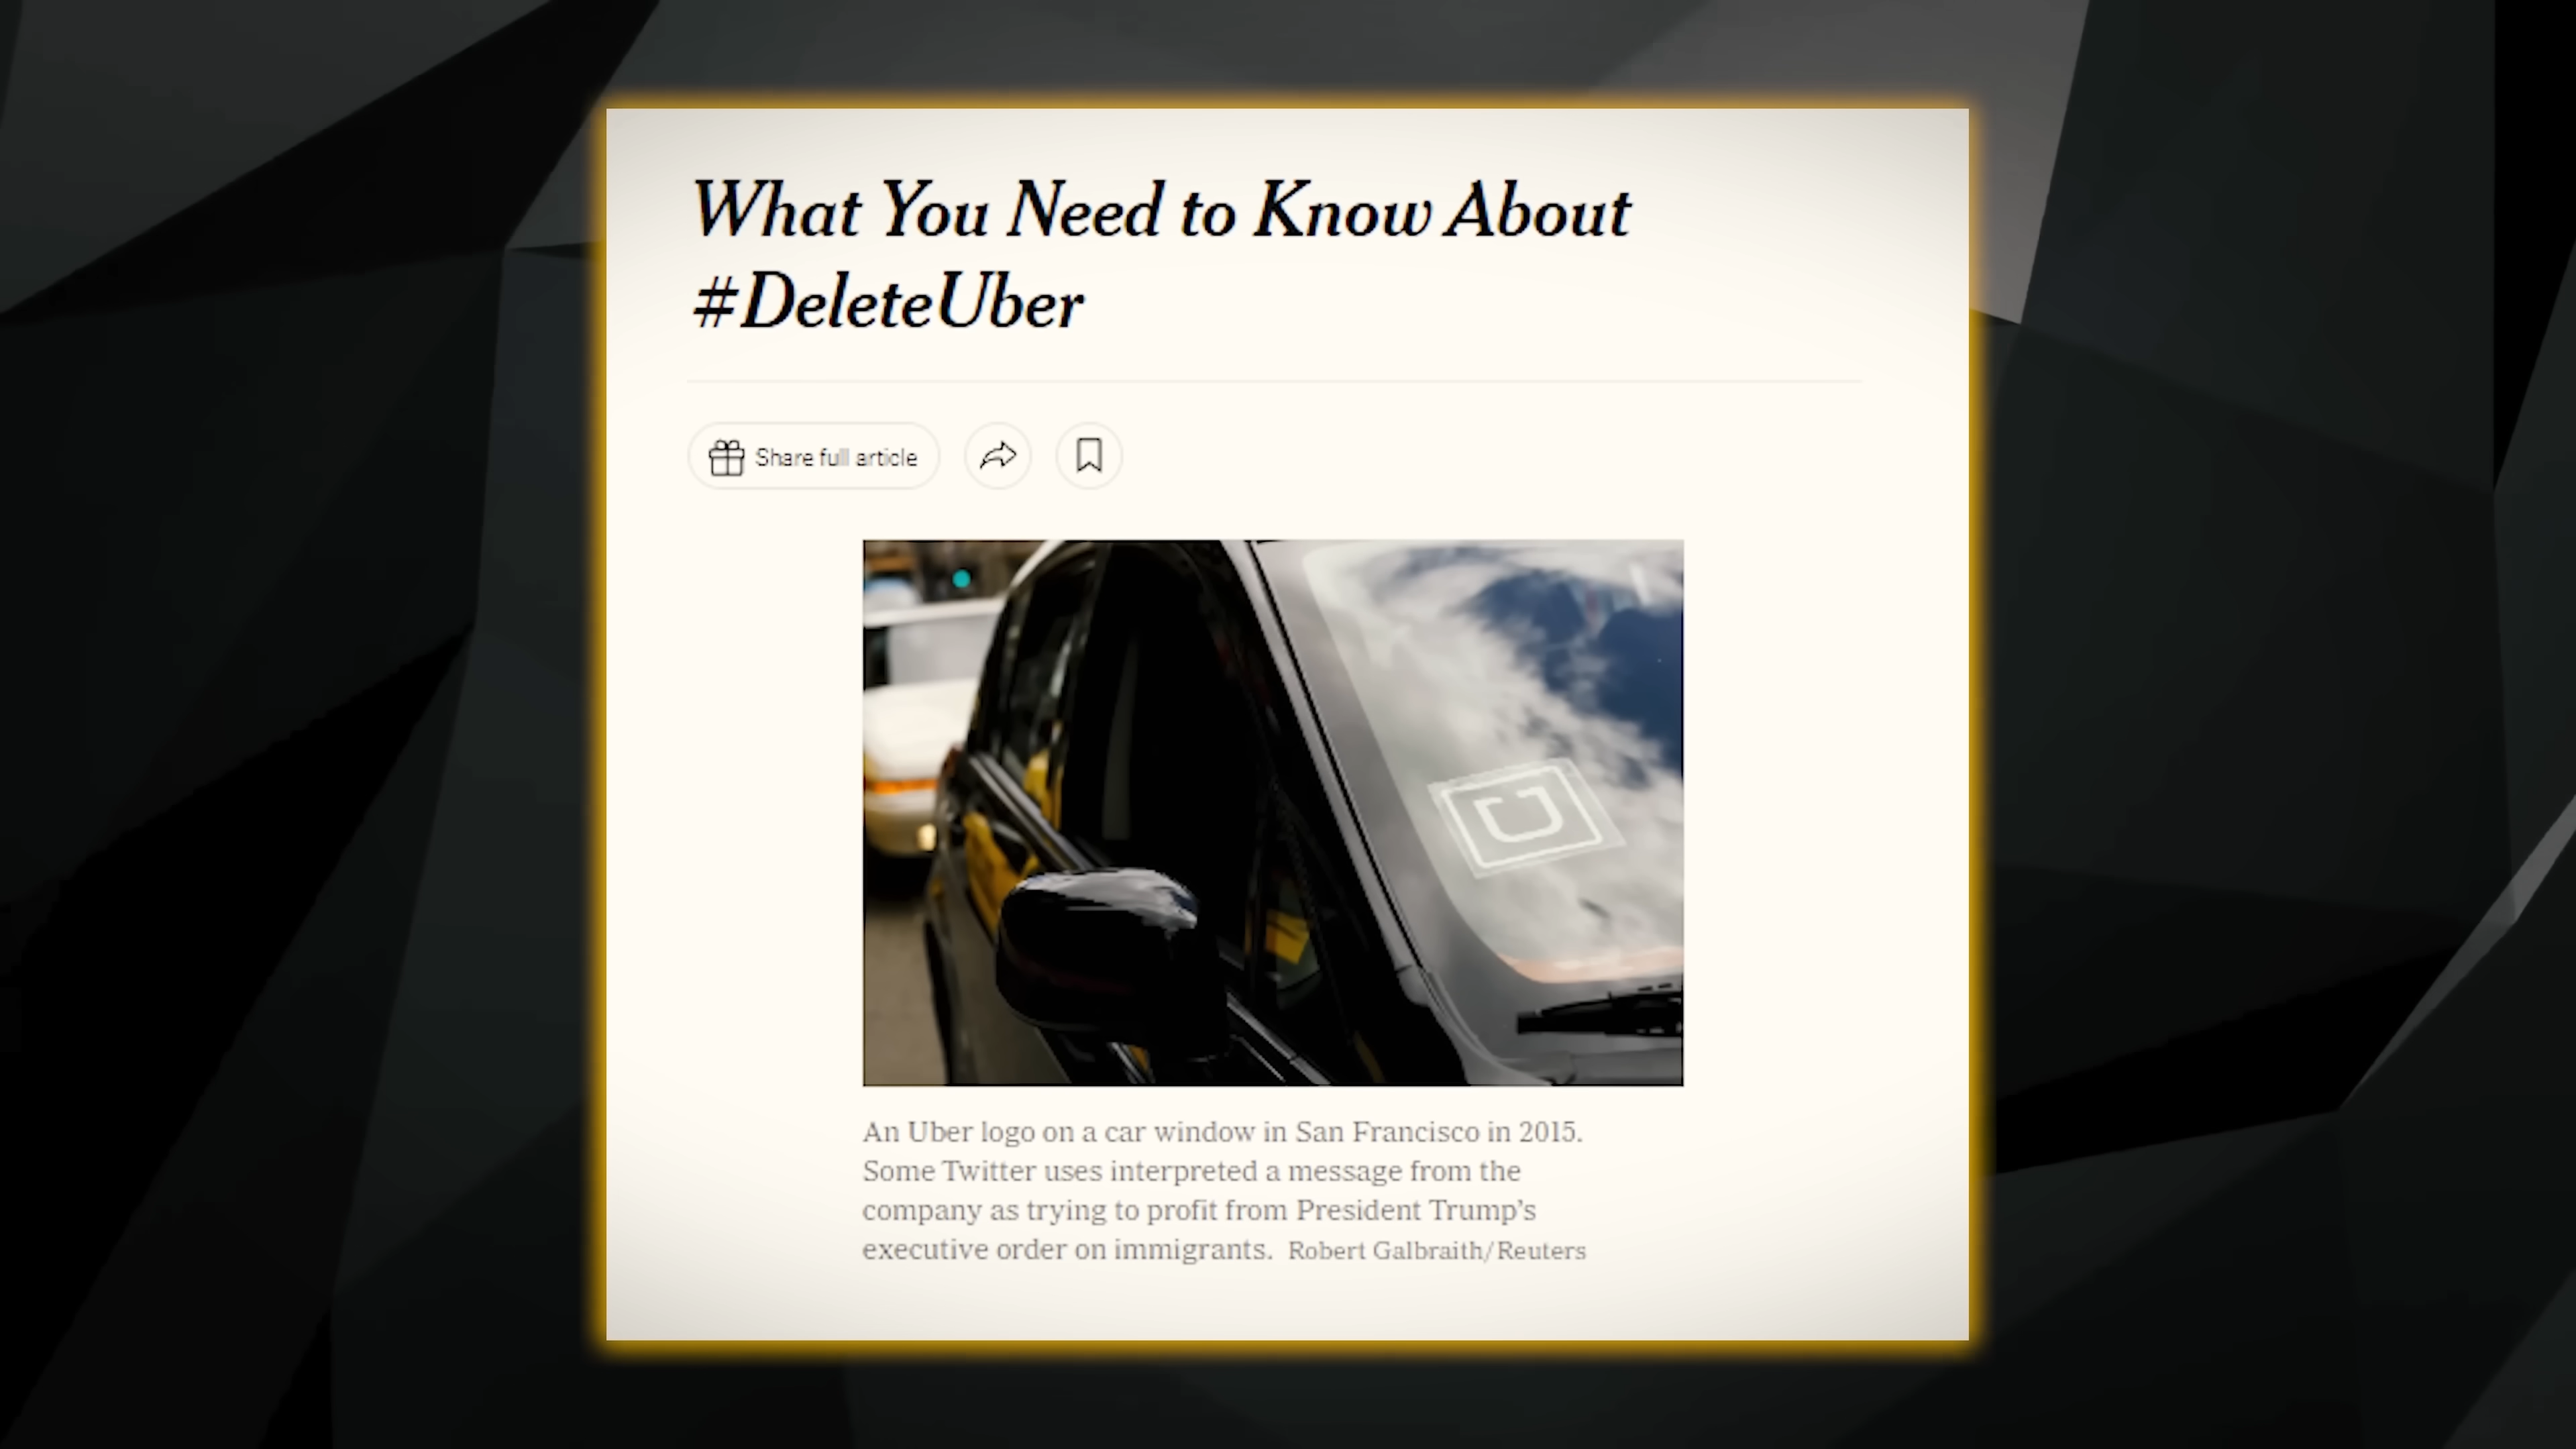 What You Need to Know About
#DeleteUber
Share full article
U
An Uber logo on a car window in San Francisco in 2015.
Some Twitter uses interpreted a message from the
company as trying to profit from President Trump’s
executive order on immigrants. Robert Galbraith/Reuters